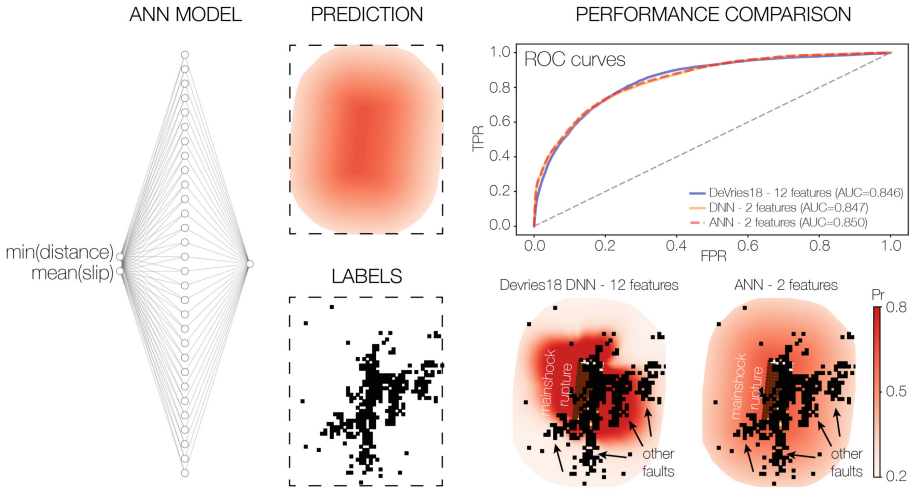 ANN MODEL
PREDICTION
PERFORMANCE COMPARISON
min(distance)
mean(slip)
LABELS
ROC curves
TPR
1.0
0.8
0.6
0.4
0.2
0.0
DeVries18 - 12 features (AUC=0.846)
DNN - 2 features (AUC=0.847)
ANN - 2 features (AUC=0.850)
0.0
0.2
0.4
0.6
0.8
1.0
FPR
Devries18 DNN - 12 features
ANN - 2 features
mainshock
rupture
other
faults
mainshock
rupture
Pr
0.8
0.5
0.2